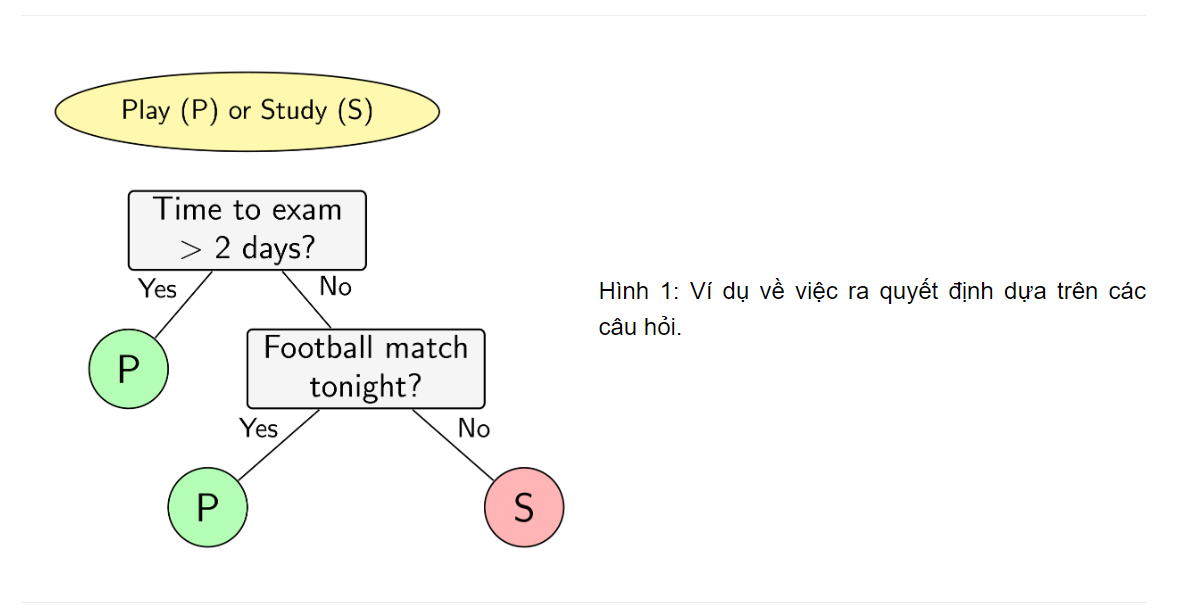 Play (P) or Study (S)
Time to exam
> 2 days?
Yes
No
P
Football match
tonight?
Yes
No
P
S
Hình 1: Ví dụ về việc ra quyết định dựa trên các
câu hỏi.